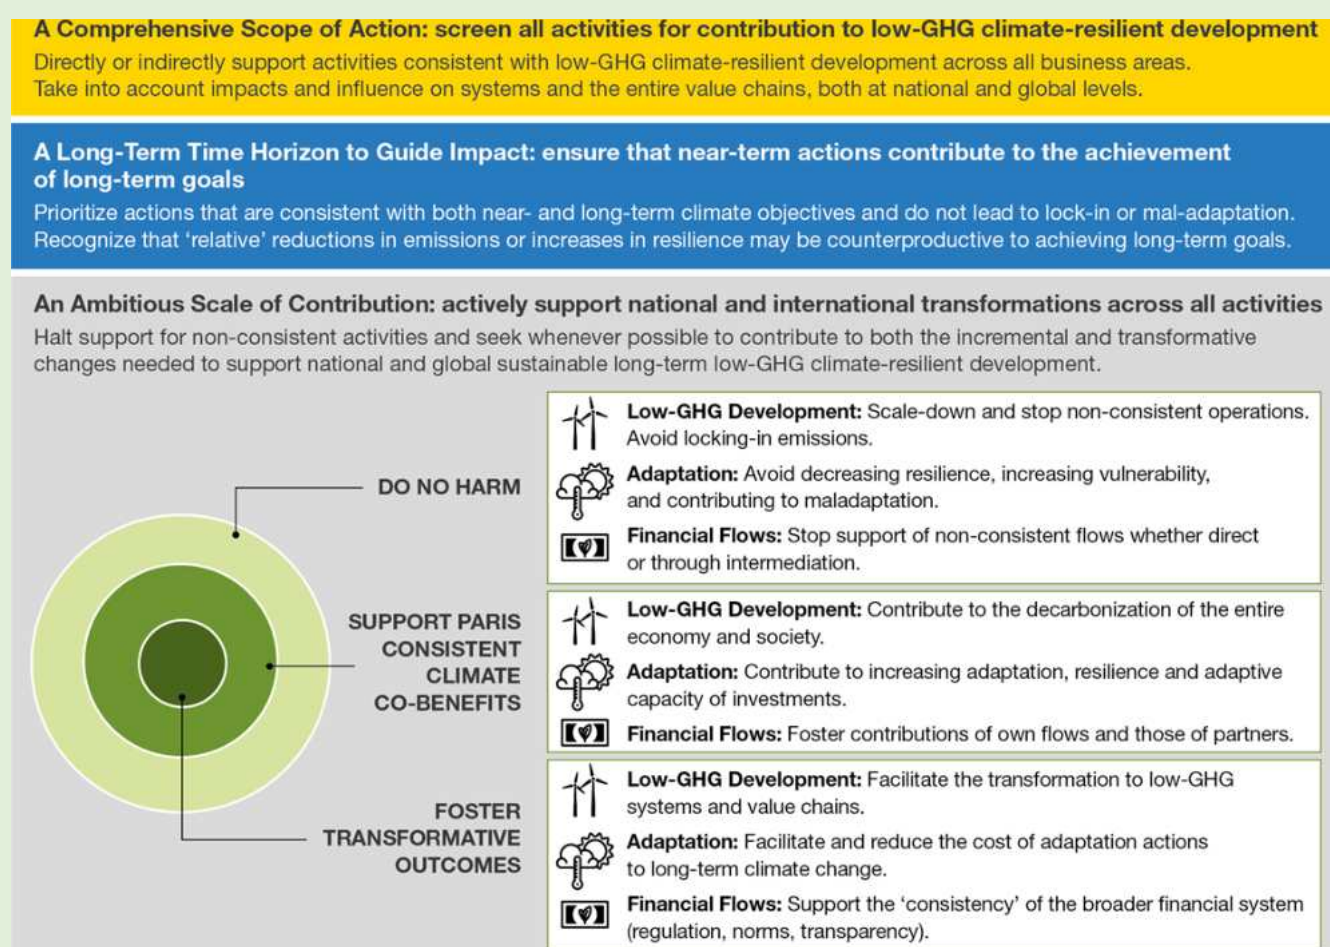 A Comprehensive Scope of Action: screen all activities for contribution to low-GHG climate-resilient development
Directly or indirectly support activities consistent with low-GHG climate-resilient development across all business areas.
Take into account impacts and influence on systems and the entire value chains, both at national and global levels.
A Long-Term Time Horizon to Guide Impact: ensure that near-term actions contribute to the achievement
of long-term goals
Prioritize actions that are consistent with both near- and long-term climate objectives and do not lead to lock-in or mal-adaptation.
Recognize that ‘relative’ reductions in emissions or increases in resilience may be counterproductive to achieving long-term goals.
An Ambitious Scale of Contribution: actively support national and international transformations across all activities
Halt support for non-consistent activities and seek whenever possible to contribute to both the incremental and transformative
changes needed to support national and global sustainable long-term low-GHG climate-resilient development.
DO NO HARM
Low-GHG Development: Scale-down and stop non-consistent operations.
Avoid locking-in emissions.
Adaptation: Avoid decreasing resilience, increasing vulnerability,
and contributing to maladaptation.
Financial Flows: Stop support of non-consistent flows whether direct
or through intermediation.
SUPPORT PARIS
CONSISTENT
CLIMATE
CO-BENEFITS
Low-GHG Development: Contribute to the decarbonization of the entire
economy and society.
Adaptation: Contribute to increasing adaptation, resilience and adaptive
capacity of investments.
Financial Flows: Foster contributions of own flows and those of partners.
FOSTER
TRANSFORMATIVE
OUTCOMES
Low-GHG Development: Facilitate the transformation to low-GHG
systems and value chains.
Adaptation: Facilitate and reduce the cost of adaptation actions
to long-term climate change.
Financial Flows: Support the ‘consistency’ of the broader financial system
(regulation, norms, transparency).